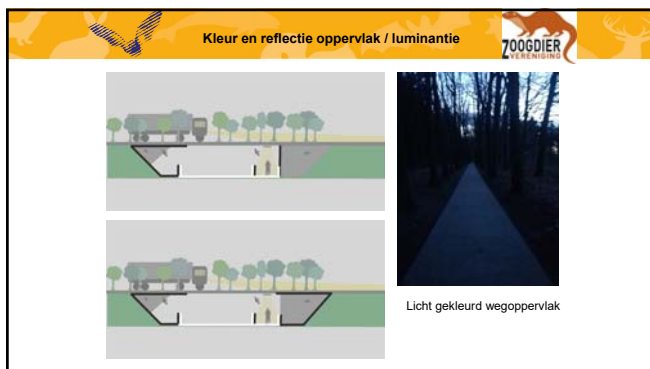 Kleur en reflectie oppervlak / luminantie
ZOOGDIER
VERENIGING
Licht gekleurd wegoppervlak